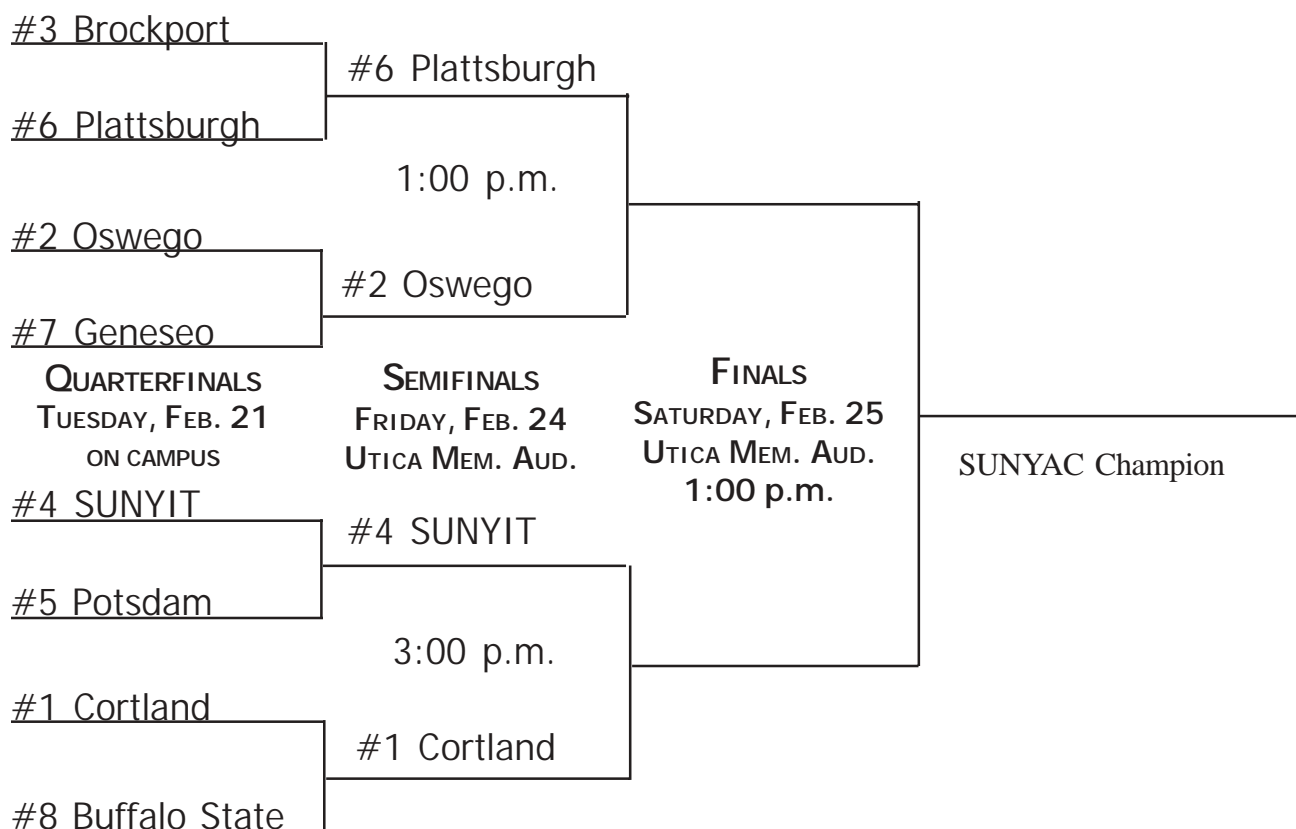 #3 Brockport
#6 Plattsburgh
#6 Plattsburgh
1:00 p.m.
#2 Oswego
#2 Oswego
#7 Geneseo
QUARTERFINALS
TUESDAY, FEB. 21
ON CAMPUS
SEMIFINALS
FRIDAY, FEB. 24
UTICA MEM. AUD.
FINALS
SATURDAY, FEB. 25
UTICA MEM. AUD.
1:00 p.m.
SUNYAC Champion
#4 SUNYIT
#4 SUNYIT
#5 Potsdam
3:00 p.m.
#1 Cortland
#1 Cortland
#8 Buffalo State